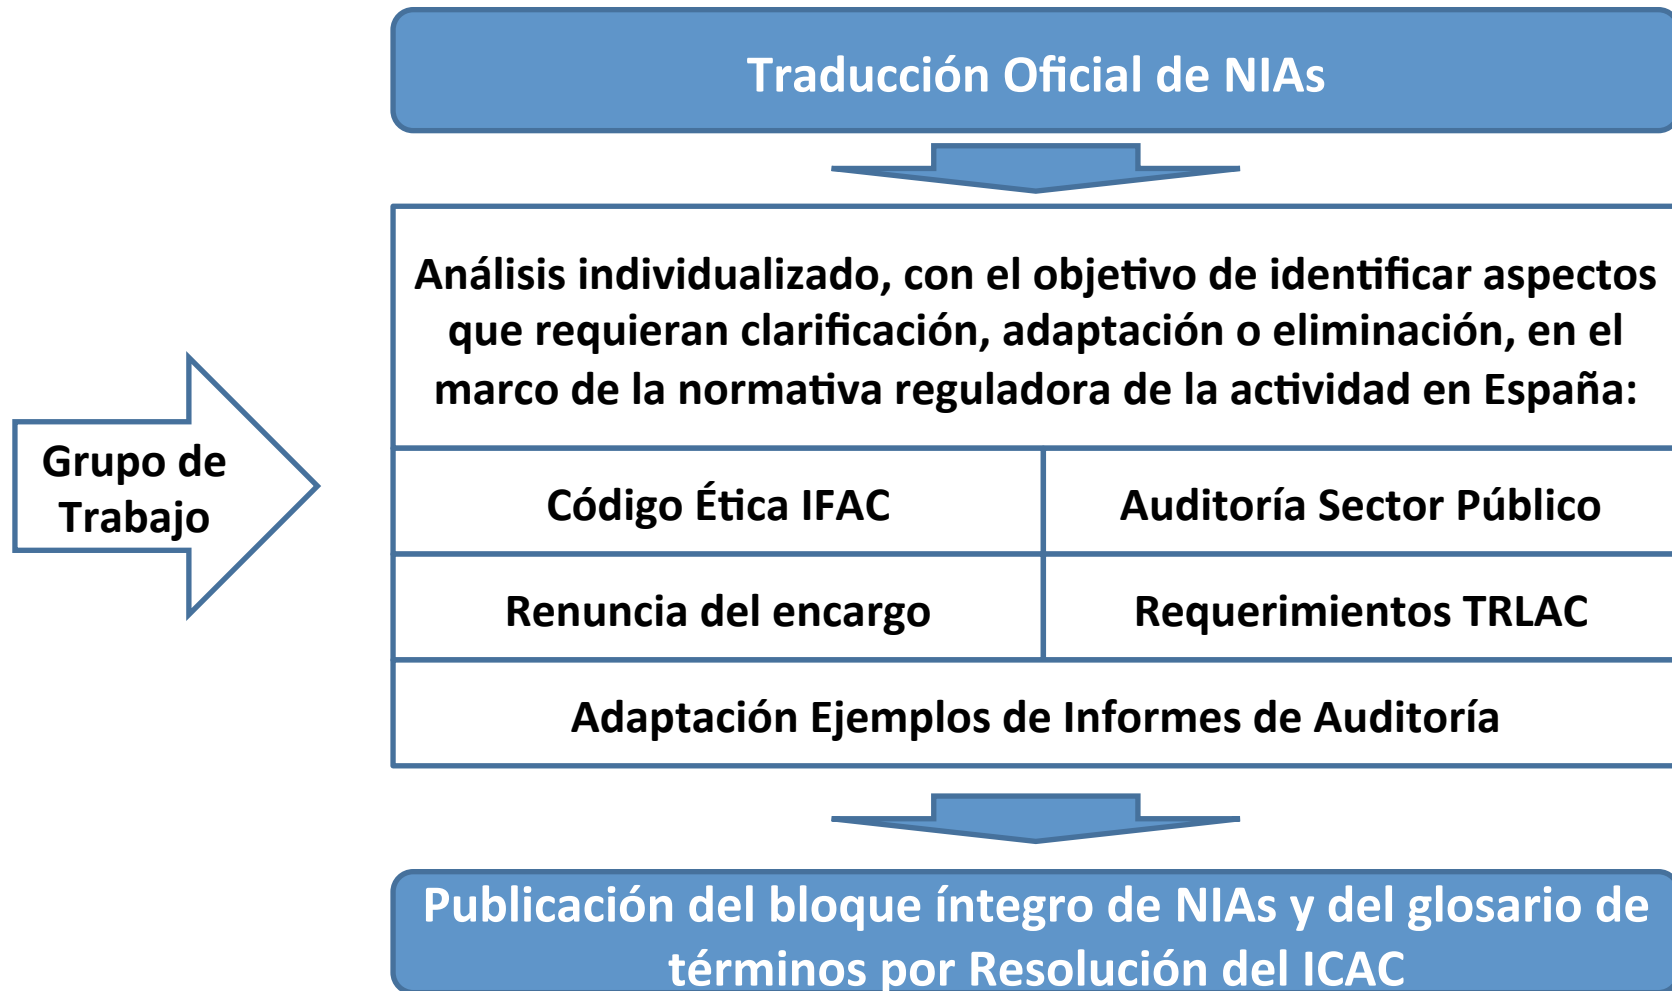 Traducción Oficial de NIAs
Análisis individualizado, con el objetivo de identificar aspectos
que requieran clarificación, adaptación o eliminación, en el
marco de la normativa reguladora de la actividad en España:
Grupo de
Trabajo
Código Ética IFAC
Auditoría Sector Público
Renuncia del encargo
Requerimientos TRLAC
Adaptación Ejemplos de Informes de Auditoría
Publicación del bloque íntegro de NIAs y del glosario de
términos por Resolución del ICAC